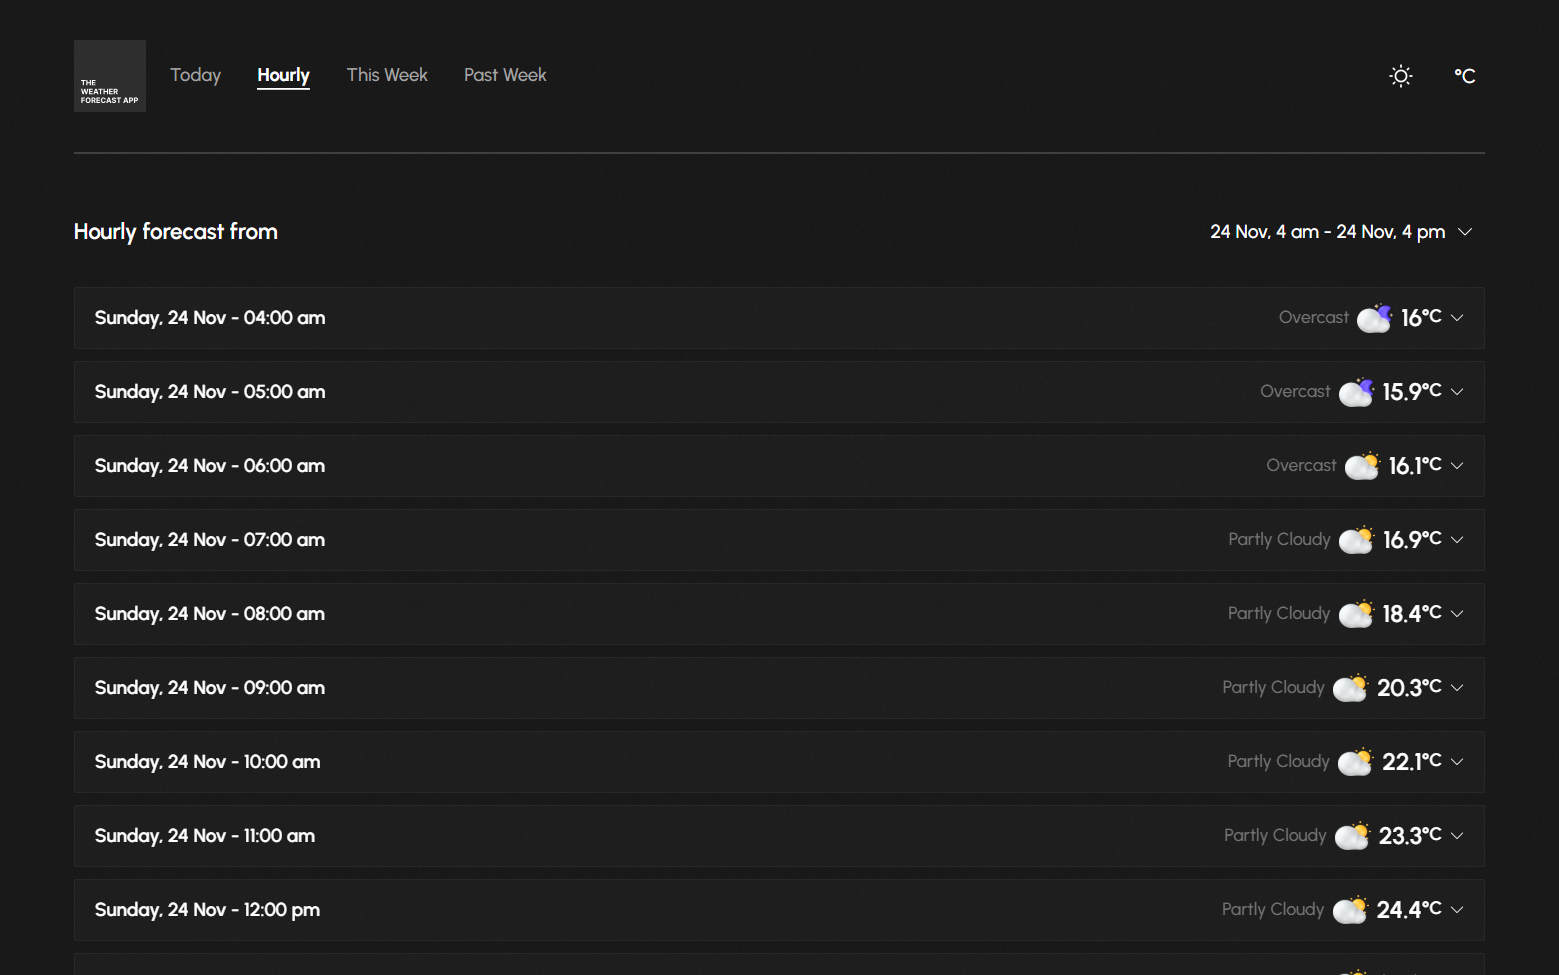 THE
WEATHER
FORECAST APP
Today Hourly This Week Past Week °C
Hourly forecast from 24 Nov, 4 am - 24 Nov, 4 pm
Sunday, 24 Nov - 04:00 am Overcast 16°C
Sunday, 24 Nov - 05:00 am Overcast 15.9°C
Sunday, 24 Nov - 06:00 am Overcast 16.1°C
Sunday, 24 Nov - 07:00 am Partly Cloudy 16.9°C
Sunday, 24 Nov - 08:00 am Partly Cloudy 18.4°C
Sunday, 24 Nov - 09:00 am Partly Cloudy 20.3°C
Sunday, 24 Nov - 10:00 am Partly Cloudy 22.1°C
Sunday, 24 Nov - 11:00 am Partly Cloudy 23.3°C
Sunday, 24 Nov - 12:00 pm Partly Cloudy 24.4°C